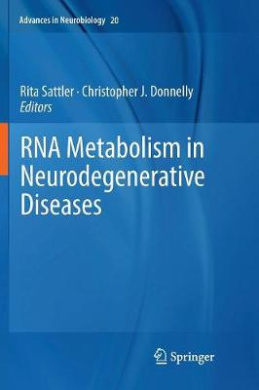 Advances in Neurobiology 20
Rita Sattler · Christopher J. Donnelly
Editors
RNA Metabolism in
Neurodegenerative
Diseases
Springer